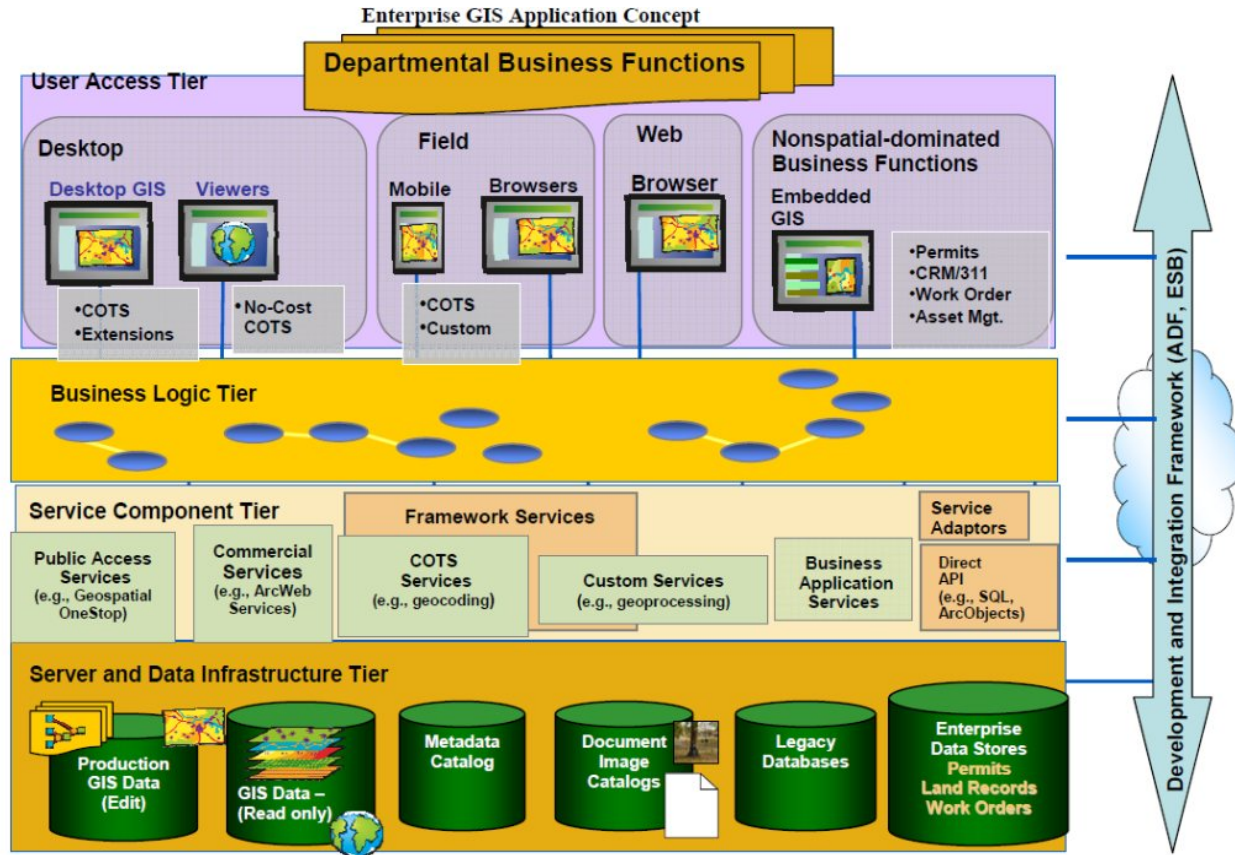 Enterprise GIS Application Concept
Departmental Business Functions
User Access Tier
Desktop
Desktop GIS
Viewers
•COTS
•Extensions
•No-Cost
COTS
Field
Mobile
Browsers
•COTS
•Custom
Web
Browser
Nonspatial-dominated
Business Functions
Embedded
GIS
•Permits
•CRM/311
•Work Order
•Asset Mgt.
Business Logic Tier
Service Component Tier
Public Access
Services
(e.g., Geospatial
OneStop)
Commercial
Services
(e.g., ArcWeb
Services)
Framework Services
COTS
Services
(e.g., geocoding)
Custom Services
(e.g., geoprocessing)
Business
Application
Services
Service
Adaptors
Direct
API
(e.g., SQL,
ArcObjects)
Server and Data Infrastructure Tier
Production
GIS Data
(Edit)
GIS Data –
(Read only)
Metadata
Catalog
Document
Image
Catalogs
Legacy
Databases
Enterprise
Data Stores
Permits
Land Records
Work Orders
Development and Integration Framework (ADF, ESB)